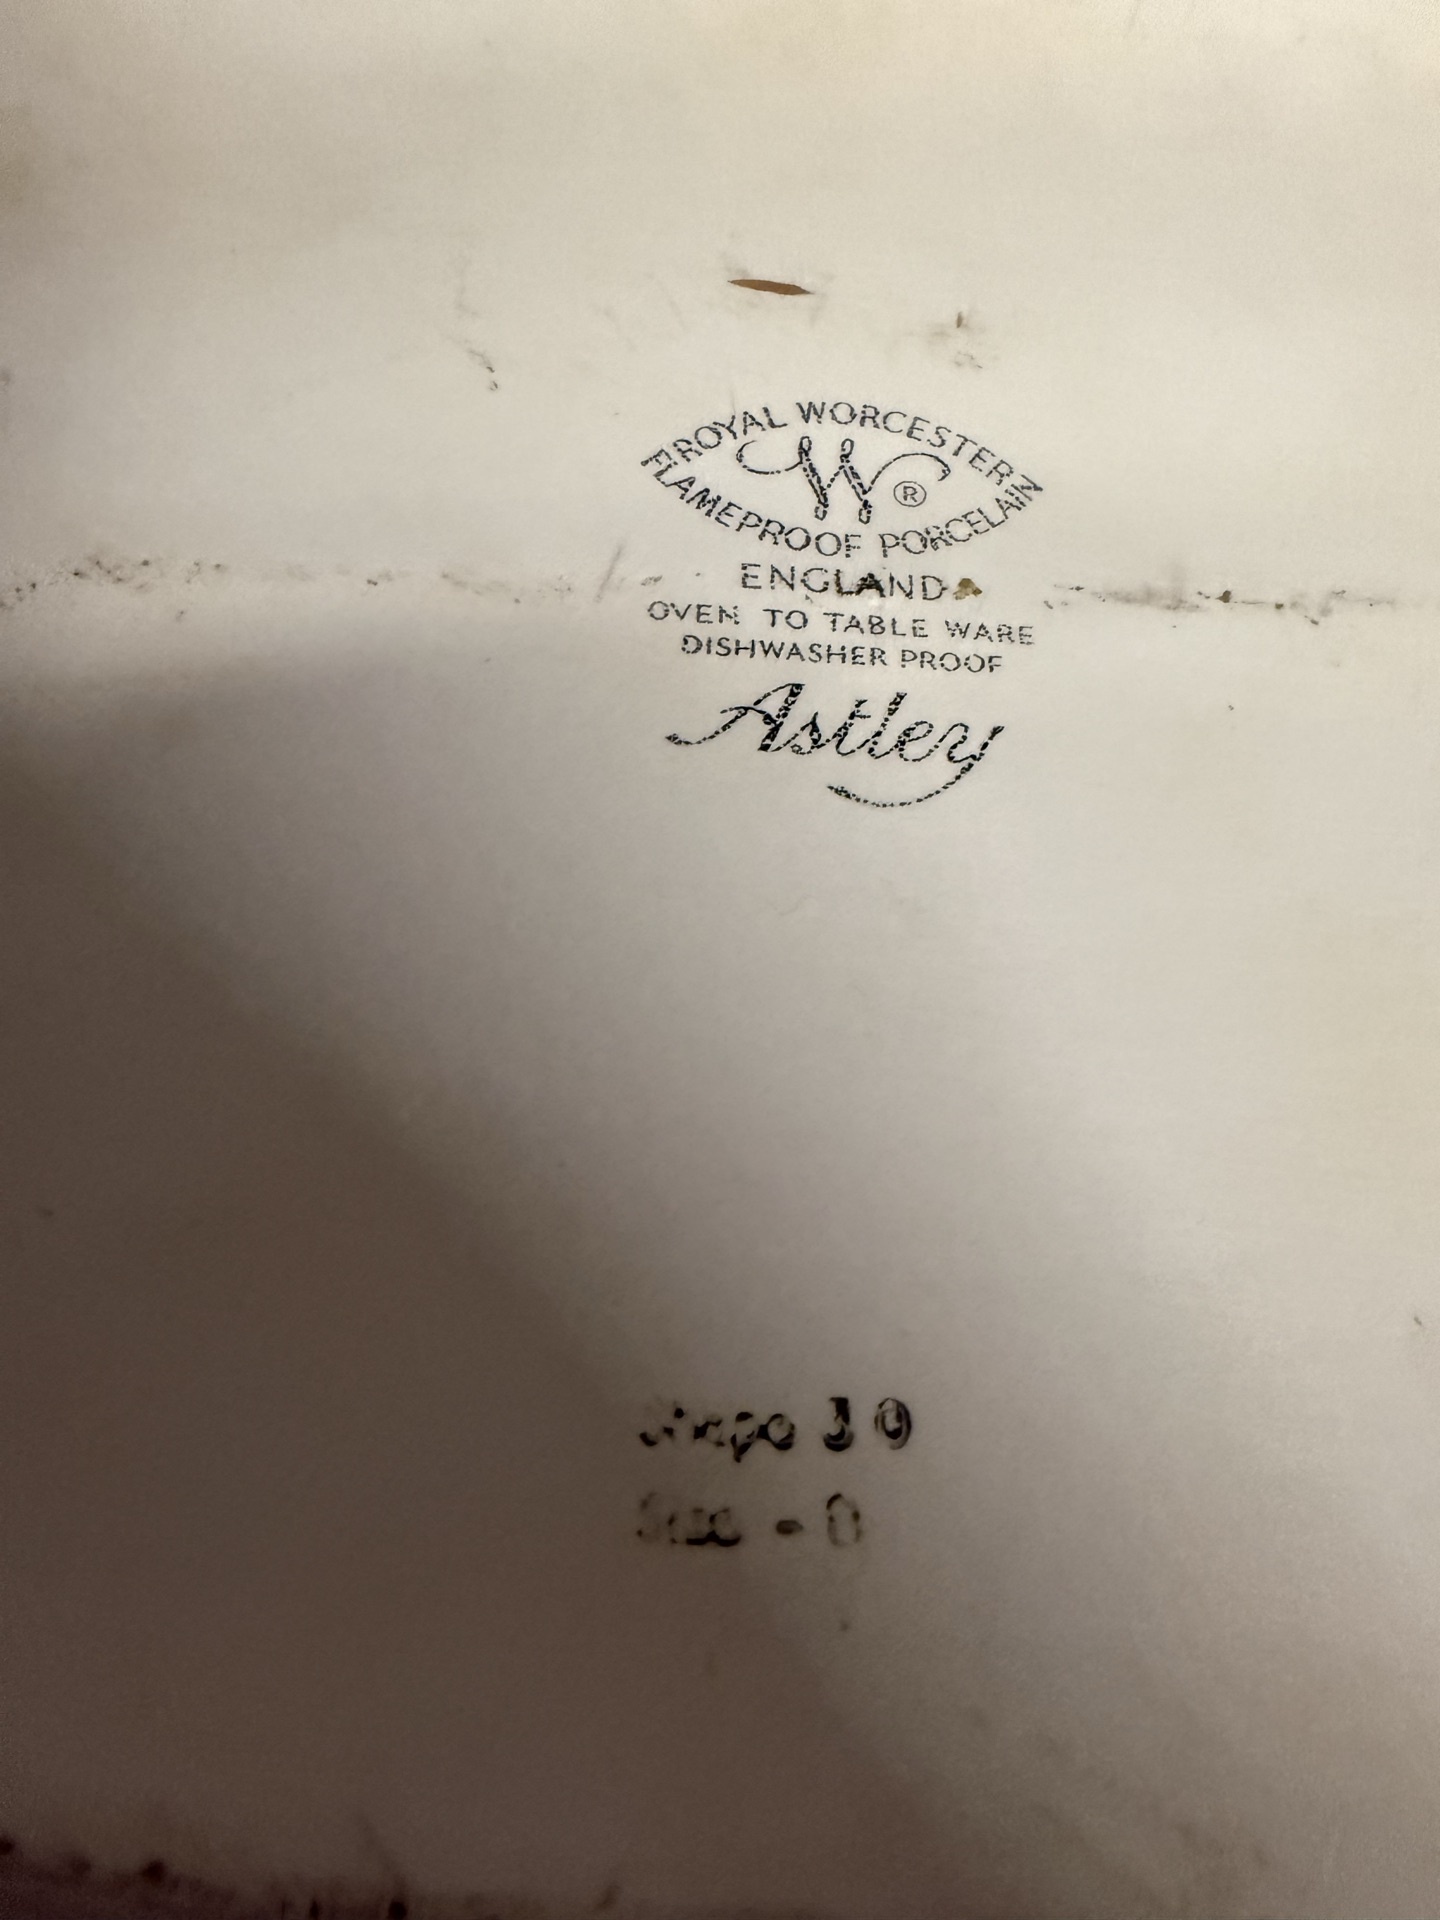 ROYAL WORCESTER
W ®
FLAMEPROOF PORCELAIN
ENGLAND
OVEN TO TABLE WARE
DISHWASHER PROOF
Astley